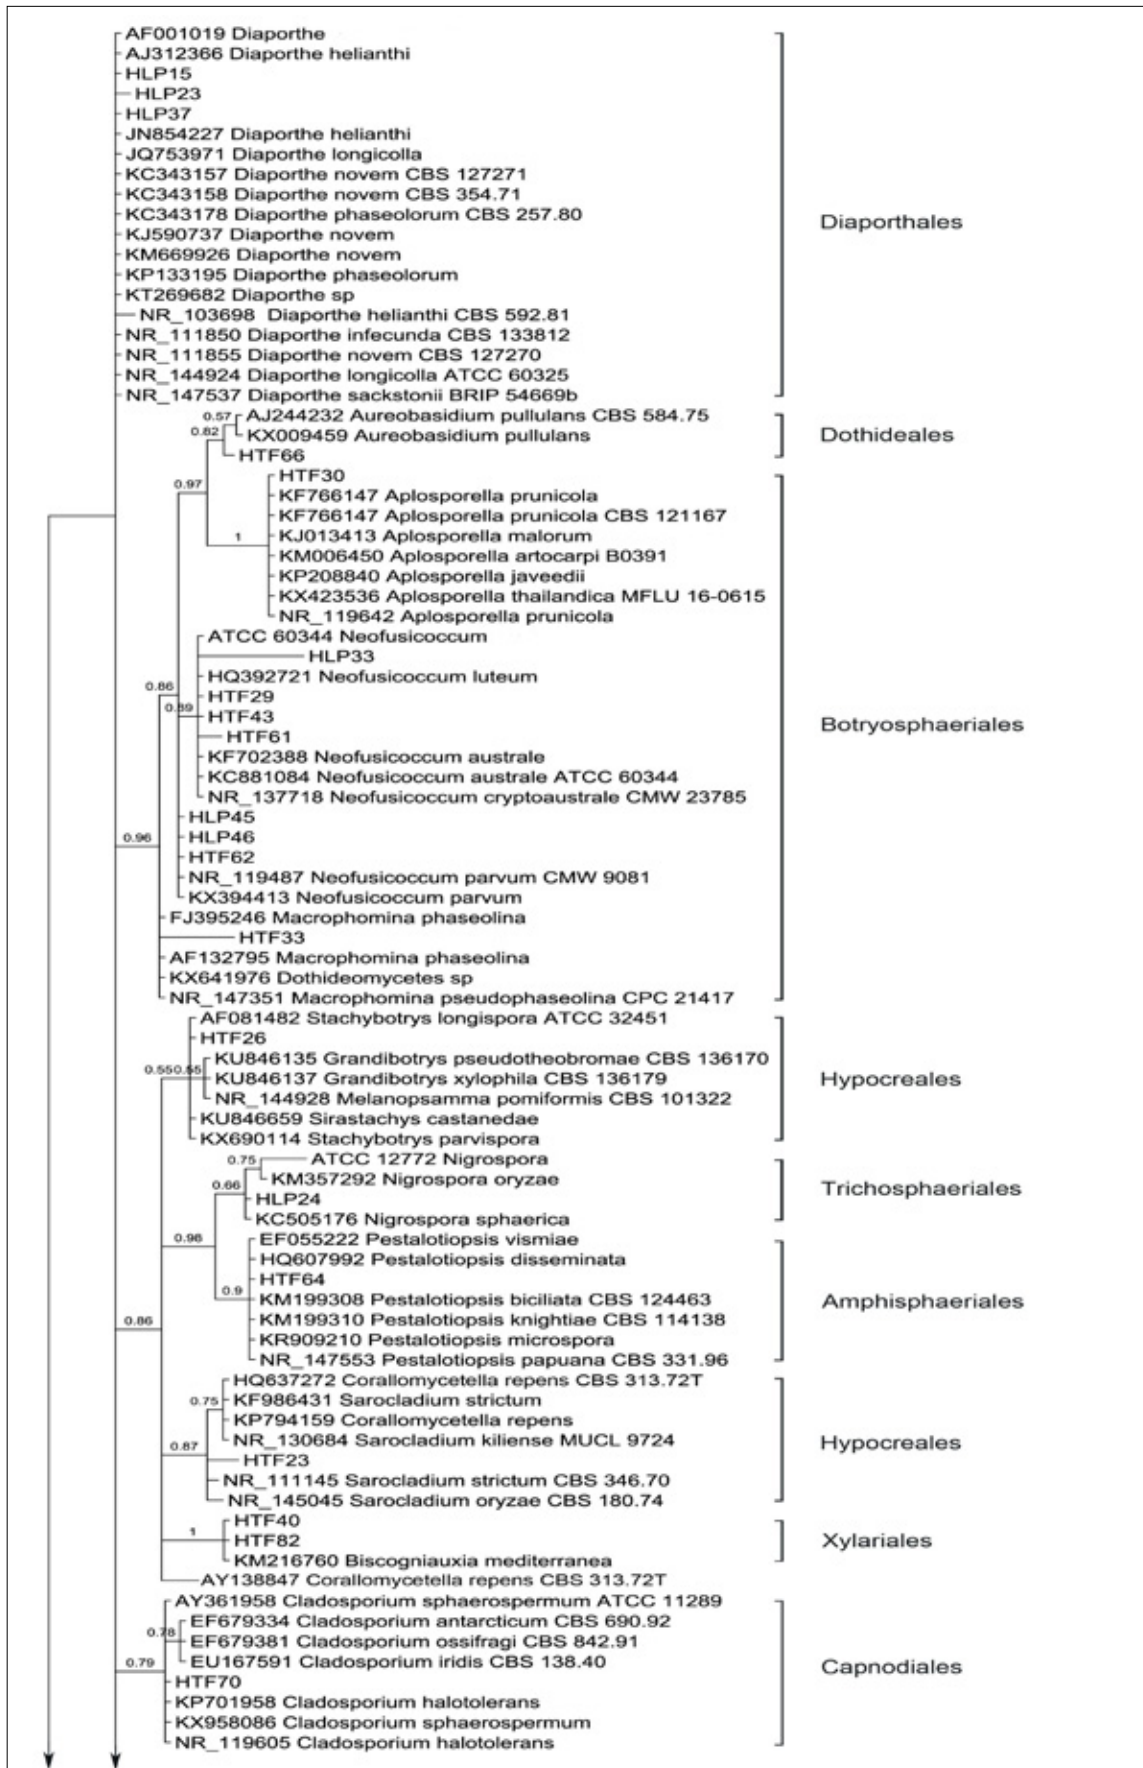 AF001019 Diaporthe
AJ312366 Diaporthe helianthi
HLP15
HLP23
HLP37
JN854227 Diaporthe helianthi
JQ753971 Diaporthe longicolla
KC343157 Diaporthe novem CBS 127271
KC343158 Diaporthe novem CBS 354.71
KC343178 Diaporthe phaseolorum CBS 257.80
Diaporthales
KJ590737 Diaporthe novem
KM669926 Diaporthe novem
KP133195 Diaporthe phaseolorum
KT269682 Diaporthe sp
NR_103698 Diaporthe helianthi CBS 592.81
NR_111850 Diaporthe infecunda CBS 133812
NR_111855 Diaporthe novem CBS 127270
NR_144924 Diaporthe longicolla ATCC 60325
NR_147537 Diaporthe sackstonii BRIP 54669b
0.57 AJ244232 Aureobasidium pullulans CBS 584.75
0.82 KX009459 Aureobasidium pullulans Dothideales
HTF66
HTF30
0.97
KF766147 Aplosporella prunicola
KF766147 Aplosporella prunicola CBS 121167
1 KJ013413 Aplosporella malorum
KM006450 Aplosporella artocarpi B0391
KP208840 Aplosporella javeedii
KX423536 Aplosporella thailandica MFLU 16-0615
NR_119642 Aplosporella prunicola
ATCC 60344 Neofusicoccum
HLP33
HQ392721 Neofusicoccum luteum
0.86
HTF29
0.89 HTF43 Botryosphaeriales
HTF61
KF702388 Neofusicoccum australe
KC881084 Neofusicoccum australe ATCC 60344
NR_137718 Neofusicoccum cryptoaustrale CMW 23785
HLP45
0.96 HLP46
HTF62
NR_119487 Neofusicoccum parvum CMW 9081
KX394413 Neofusicoccum parvum
FJ395246 Macrophomina phaseolina
HTF33
AF132795 Macrophomina phaseolina
KX641976 Dothideomycetes sp
NR_147351 Macrophomina pseudophaseolina CPC 21417
AF081482 Stachybotrys longispora ATCC 32451
HTF26
KU846135 Grandibotrys pseudotheobromae CBS 136170
0.55 0.55 KU846137 Grandibotrys xylophila CBS 136179 Hypocreales
NR_144928 Melanopsamma pomiformis CBS 101322
KU846659 Sirastachys castanedae
KX690114 Stachybotrys parvispora
0.75 ATCC 12772 Nigrospora
KM357292 Nigrospora oryzae
0.66 HLP24 Trichosphaeriales
KC505176 Nigrospora sphaerica
0.98 EF055222 Pestalotiopsis vismiae
HQ607992 Pestalotiopsis disseminata
HTF64
0.9 KM199308 Pestalotiopsis biciliata CBS 124463 Amphisphaeriales
KM199310 Pestalotiopsis knightiae CBS 114138
0.86
KR909210 Pestalotiopsis microspora
NR_147553 Pestalotiopsis papuana CBS 331.96
HQ637272 Corallomycetella repens CBS 313.72T
0.75 KF986431 Sarocladium strictum
KP794159 Corallomycetella repens
0.87 NR_130684 Sarocladium kiliense MUCL 9724 Hypocreales
HTF23
NR_111145 Sarocladium strictum CBS 346.70
NR_145045 Sarocladium oryzae CBS 180.74
HTF40
1 HTF82 Xylariales
KM216760 Biscogniauxia mediterranea
AY138847 Corallomycetella repens CBS 313.72T
AY361958 Cladosporium sphaerospermum ATCC 11289
EF679334 Cladosporium antarcticum CBS 690.92
0.78 EF679381 Cladosporium ossifragi CBS 842.91
0.79 EU167591 Cladosporium iridis CBS 138.40 Capnodiales
HTF70
KP701958 Cladosporium halotolerans
KX958086 Cladosporium sphaerospermum
NR_119605 Cladosporium halotolerans